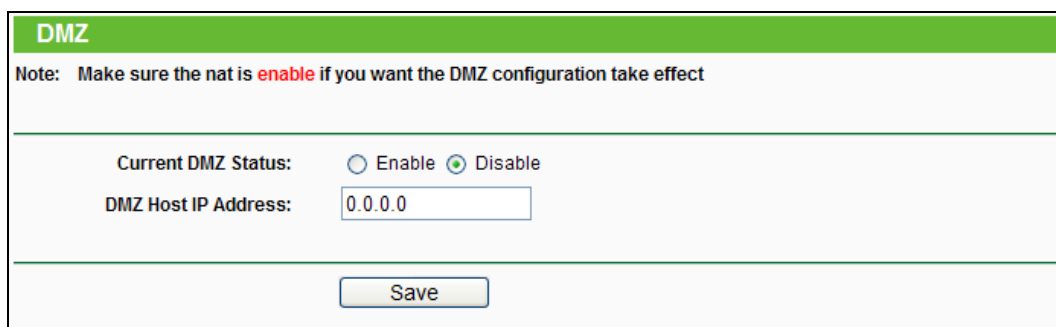 DMZ
Note: Make sure the nat is enable if you want the DMZ configuration take effect
Current DMZ Status: Enable Disable
DMZ Host IP Address: 0.0.0.0
Save